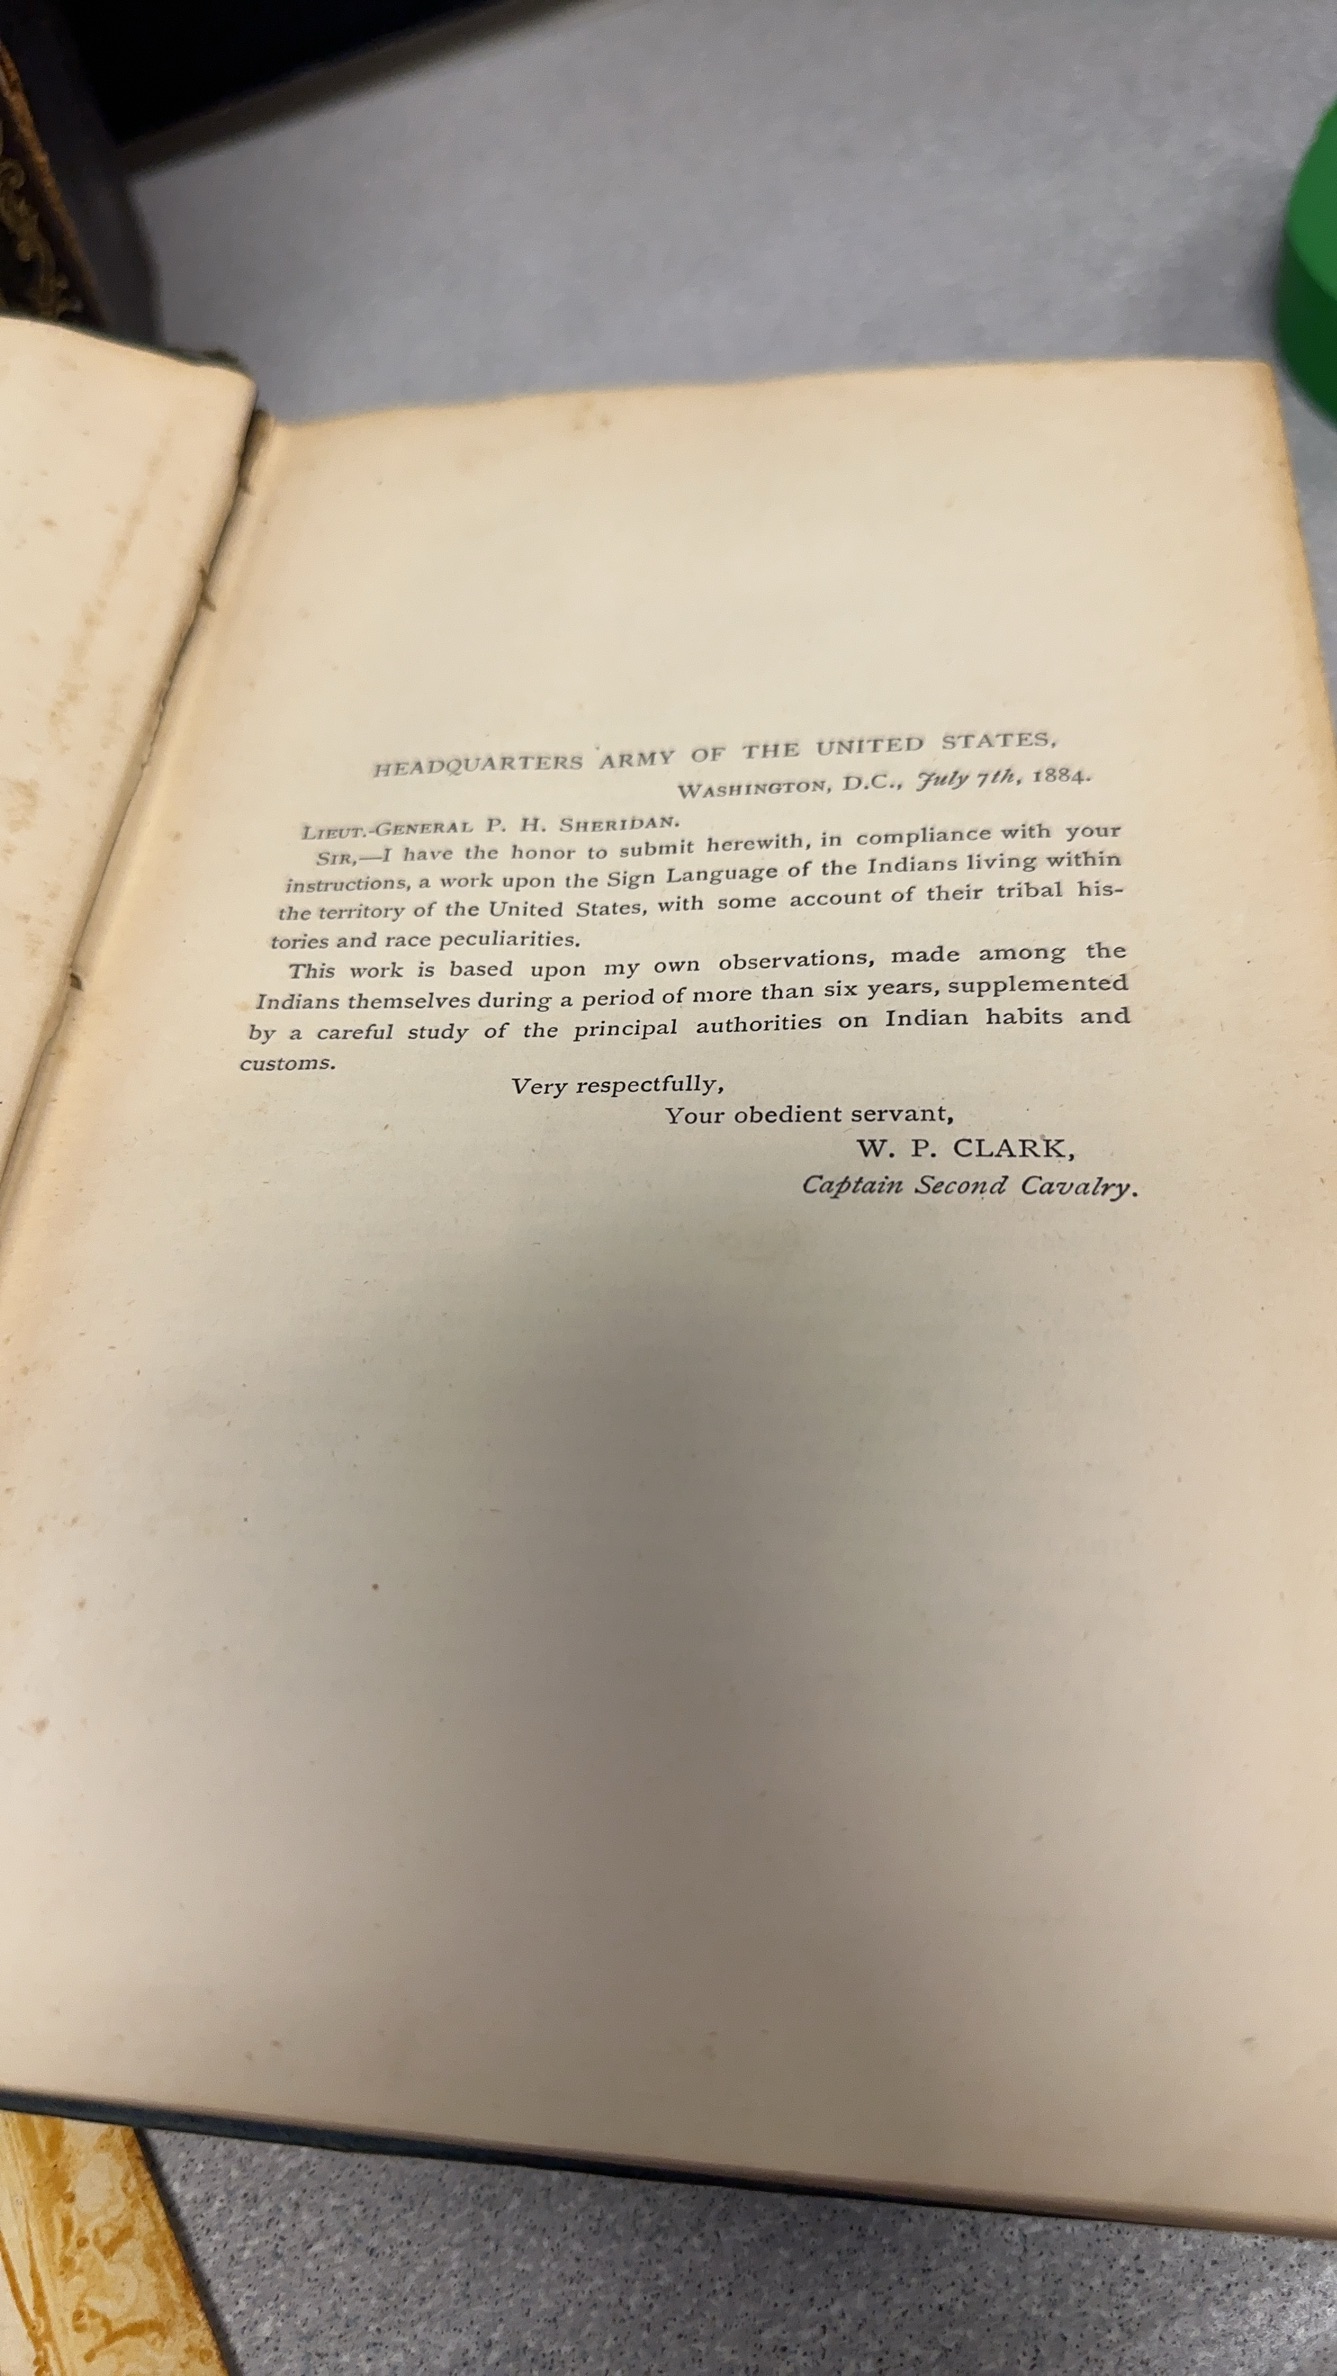 HEADQUARTERS ARMY OF THE UNITED STATES,
WASHINGTON, D.C., July 7th, 1884.
LIEUT.-GENERAL P. H. SHERIDAN.
SIR,—I have the honor to submit herewith, in compliance with your
instructions, a work upon the Sign Language of the Indians living within
the territory of the United States, with some account of their tribal his-
tories and race peculiarities.
This work is based upon my own observations, made among the
Indians themselves during a period of more than six years, supplemented
by a careful study of the principal authorities on Indian habits and
customs.
Very respectfully,
Your obedient servant,
W. P. CLARK,
Captain Second Cavalry.